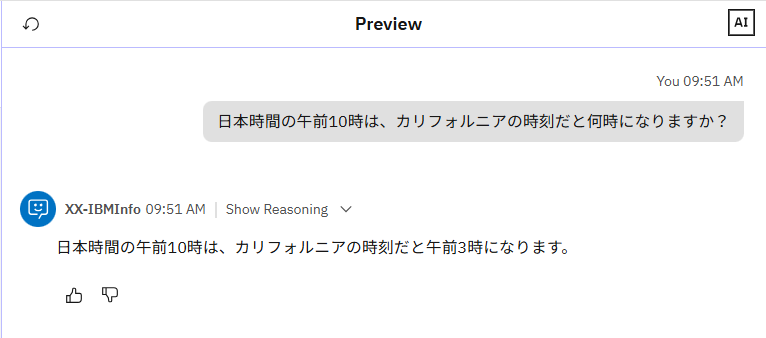 Preview
AI
You 09:51 AM
日本時間の午前10時は、カリフォルニアの時刻だと何時になりますか？
XX-IBMInfo 09:51 AM | Show Reasoning
日本時間の午前10時は、カリフォルニアの時刻だと午前3時になります。